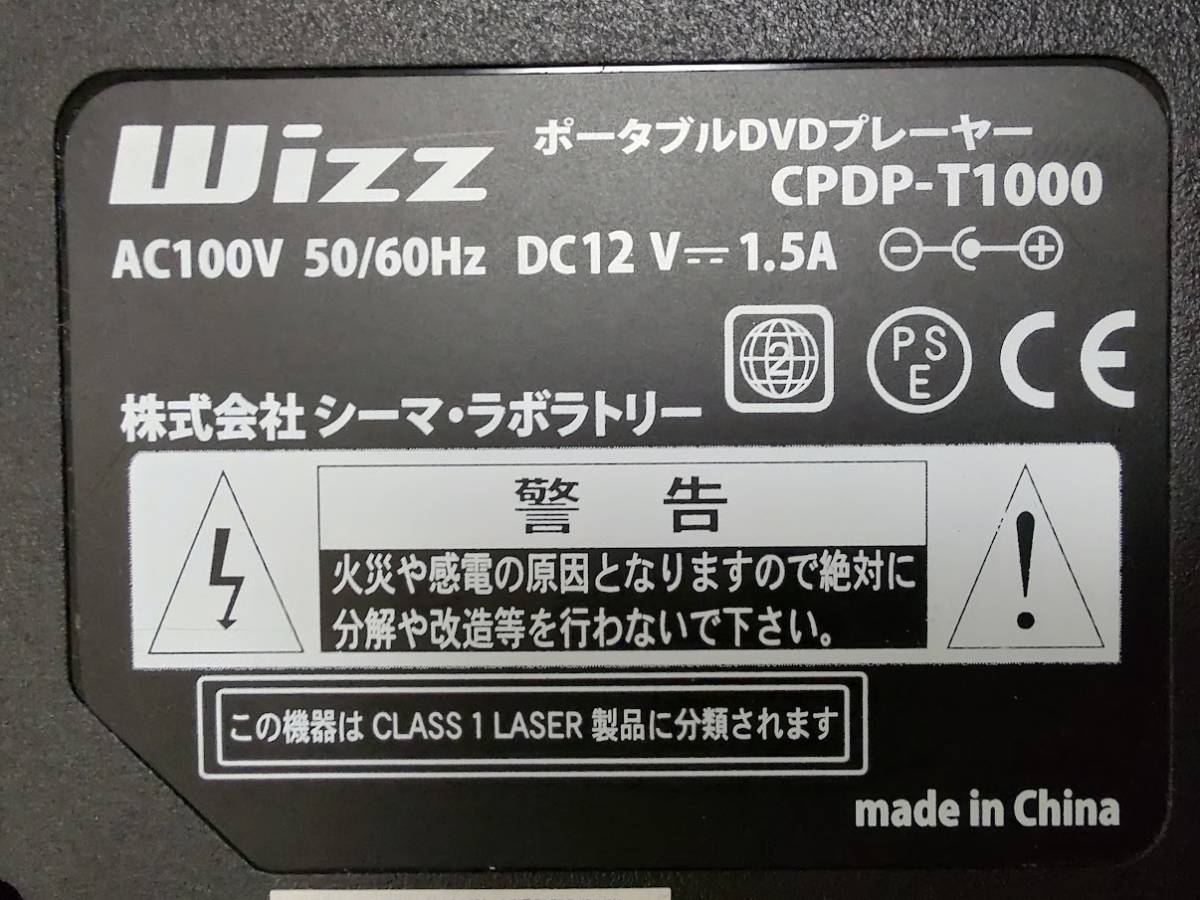 Wizz
ポータブルDVDプレーヤー
CPDP-T1000
AC100V 50/60Hz DC12 V⎓1.5A
2
PSE
CE
株式会社 シーマ・ラボラトリー
警 告
火災や感電の原因となりますので絶対に
分解や改造等を行わないで下さい。
この機器は CLASS 1 LASER 製品に分類されます
made in China